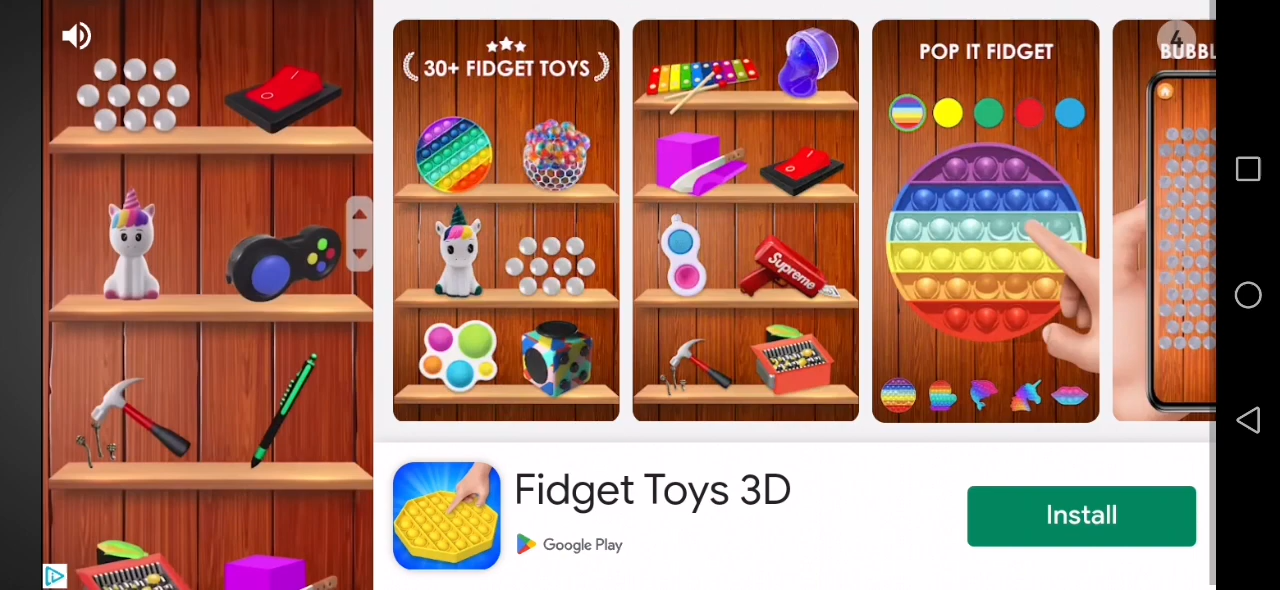 30+ FIDGET TOYS
Supreme
POP IT FIDGET
4
BUBBL
Fidget Toys 3D
Google Play
Install